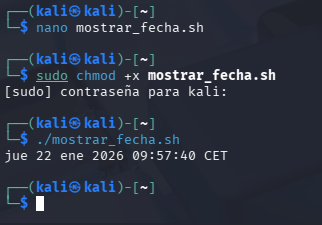 ┌──(kali㉿kali)-[~]
└─$ nano mostrar_fecha.sh
┌──(kali㉿kali)-[~]
└─$ sudo chmod +x mostrar_fecha.sh
[sudo] contraseña para kali:
┌──(kali㉿kali)-[~]
└─$ ./mostrar_fecha.sh
jue 22 ene 2026 09:57:40 CET
┌──(kali㉿kali)-[~]
└─$